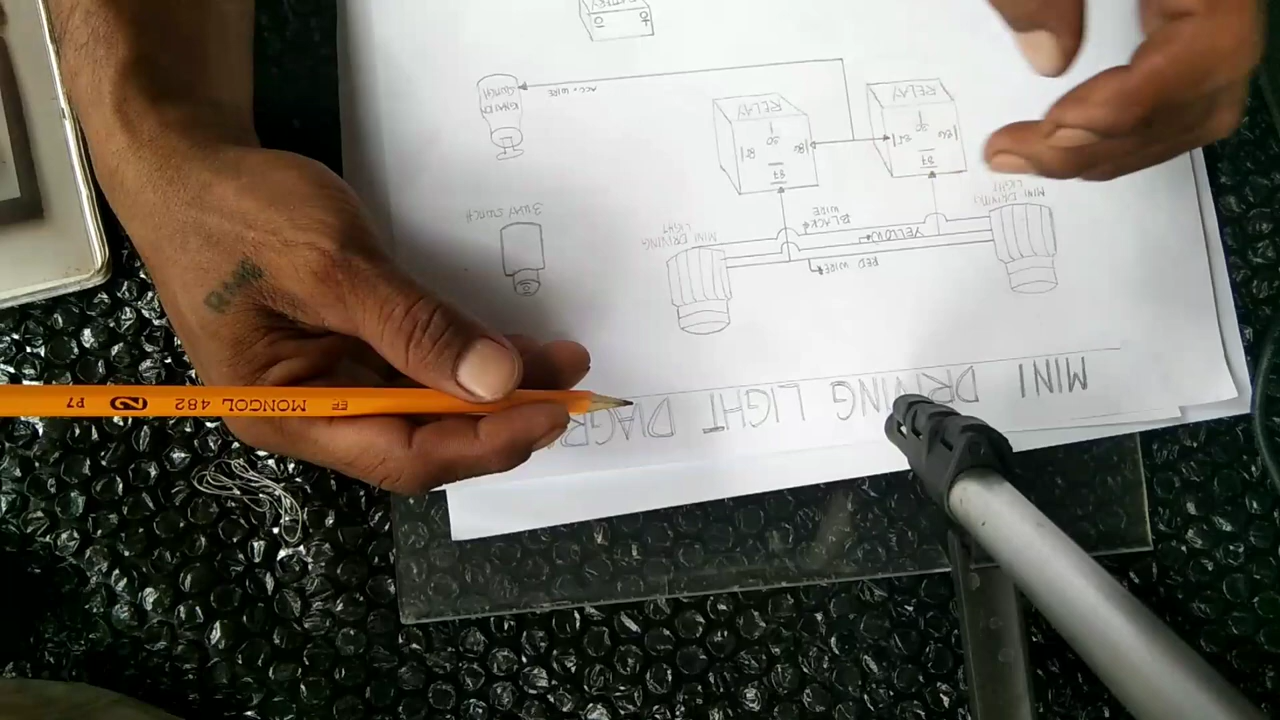 MINI DRIVING LIGHT DIAGR
RED WIRE
YELLOW
BLACK WIRE
MINI DRIVING
LIGHT
MINI DRIVING
LIGHT
3 WAY SWITCH
87
86
85
30
RELAY
87
86
85
30
RELAY
SWITCH
ACC. WIRE
+
-
EF
MONGOL 482 2 P7